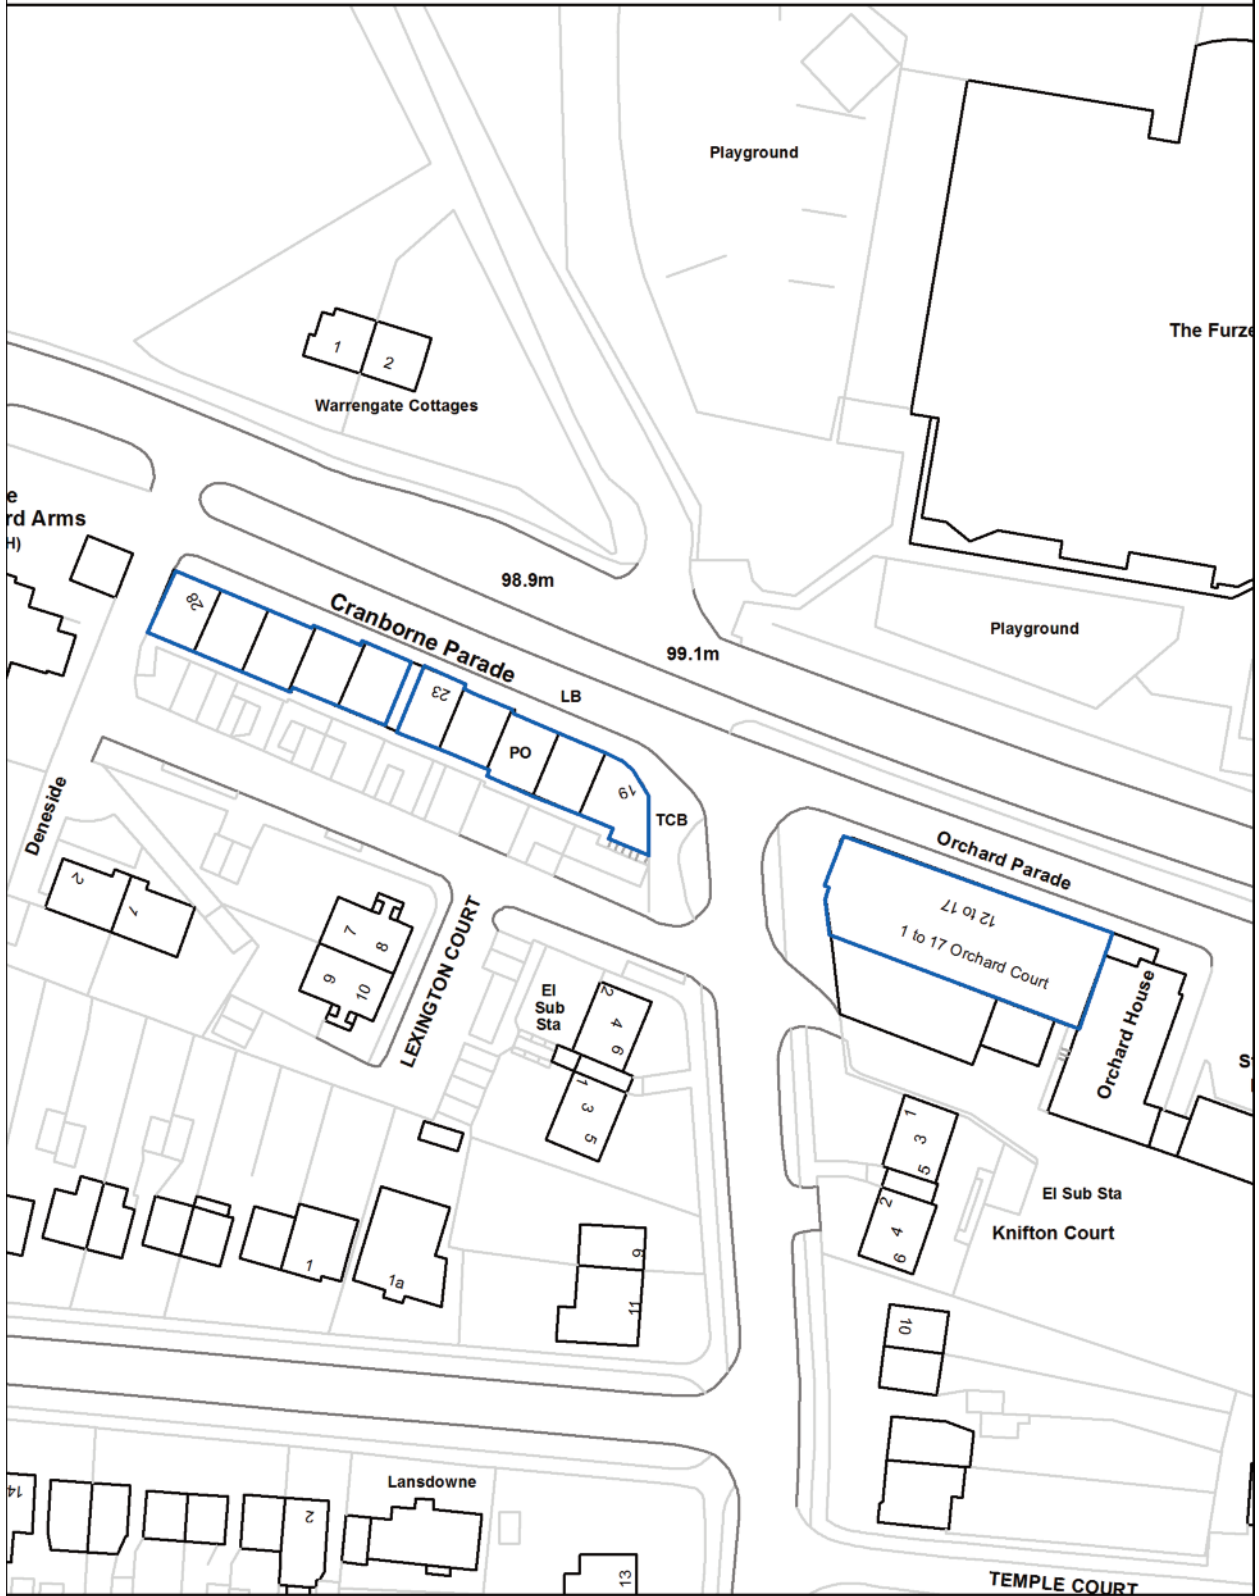 Playground
The Furze
1
2
Warrengate Cottages
e
rd Arms
H)
98.9m
28
Cranborne Parade
Playground
99.1m
LB
23
PO
19
TCB
Deneside
Orchard Parade
12 to 17
1 to 17 Orchard Court
2
1
7
8
9
10
LEXINGTON COURT
El
Sub
Sta
2
4
6
1
3
5
Orchard House
S
1
3
5
2
4
6
El Sub Sta
Knifton Court
1
1a
9
11
10
Lansdowne
14
2
13
TEMPLE COURT